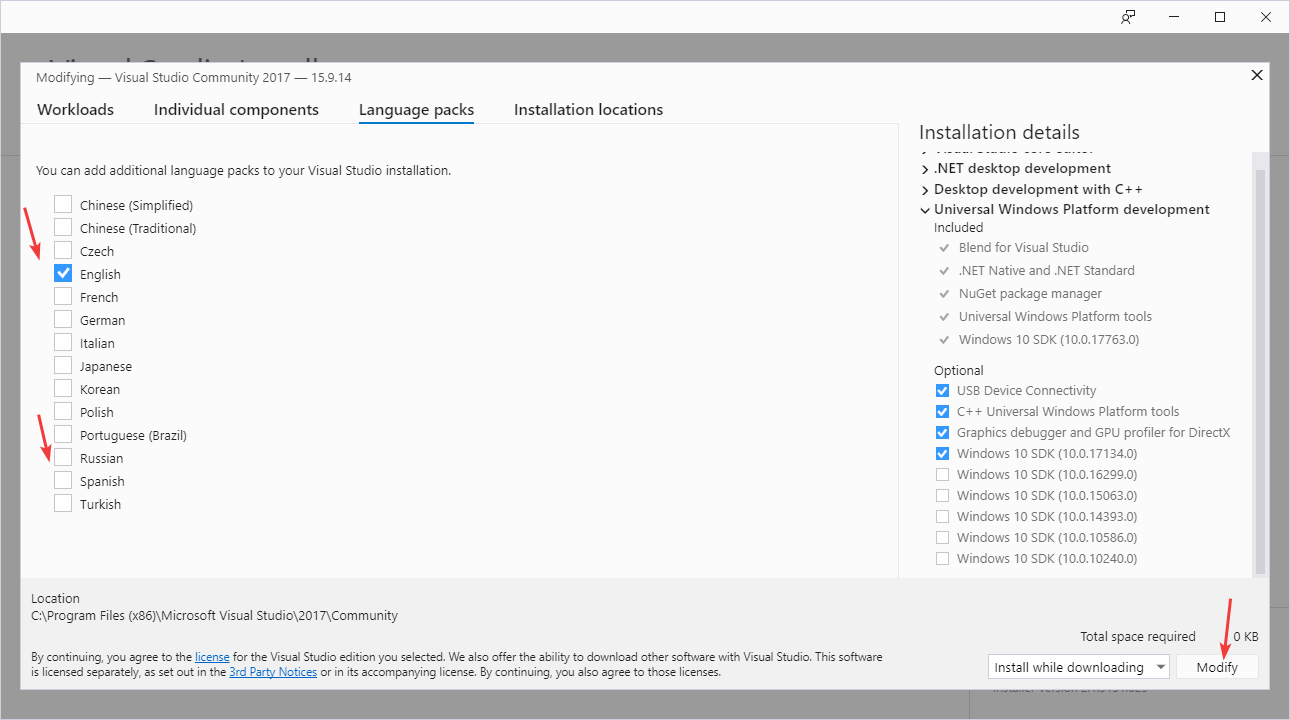 Modifying — Visual Studio Community 2017 — 15.9.14
Workloads
Individual components
Language packs
Installation locations
You can add additional language packs to your Visual Studio installation.
Chinese (Simplified)
Chinese (Traditional)
Czech
English
French
German
Italian
Japanese
Korean
Polish
Portuguese (Brazil)
Russian
Spanish
Turkish
Installation details
.NET desktop development
Desktop development with C++
Universal Windows Platform development
Included
Blend for Visual Studio
.NET Native and .NET Standard
NuGet package manager
Universal Windows Platform tools
Windows 10 SDK (10.0.17763.0)
Optional
USB Device Connectivity
C++ Universal Windows Platform tools
Graphics debugger and GPU profiler for DirectX
Windows 10 SDK (10.0.17134.0)
Windows 10 SDK (10.0.16299.0)
Windows 10 SDK (10.0.15063.0)
Windows 10 SDK (10.0.14393.0)
Windows 10 SDK (10.0.10586.0)
Windows 10 SDK (10.0.10240.0)
Location
C:\Program Files (x86)\Microsoft Visual Studio\2017\Community
By continuing, you agree to the license for the Visual Studio edition you selected. We also offer the ability to download other software with Visual Studio. This software
is licensed separately, as set out in the 3rd Party Notices or in its accompanying license. By continuing, you also agree to those licenses.
Total space required 0 KB
Install while downloading
Modify